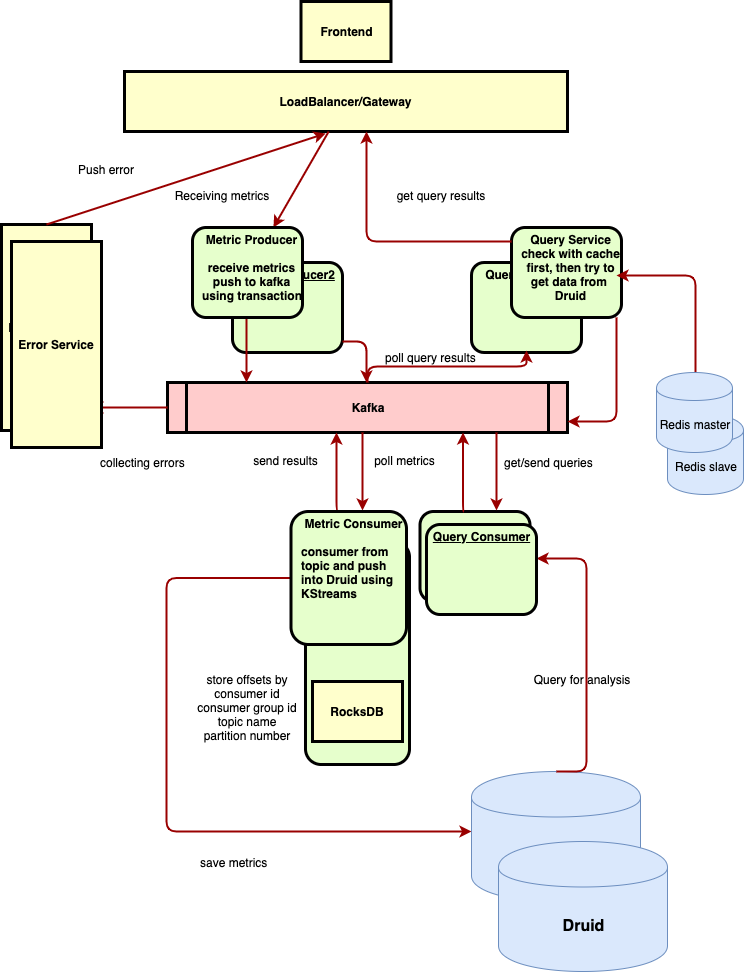 Frontend
LoadBalancer/Gateway
Push error
Receiving metrics
get query results
Metric Producer
receive metrics
push to kafka
using transaction
ucer2
Que
Query Service
check with cache
first, then try to
get data from
Druid
Error Service
poll query results
Kafka
Redis master
Redis slave
collecting errors
send results
poll metrics
get/send queries
Metric Consumer
consumer from
topic and push
into Druid using
KStreams
Query Consumer
store offsets by
consumer id
consumer group id
topic name
partition number
RocksDB
Query for analysis
save metrics
Druid